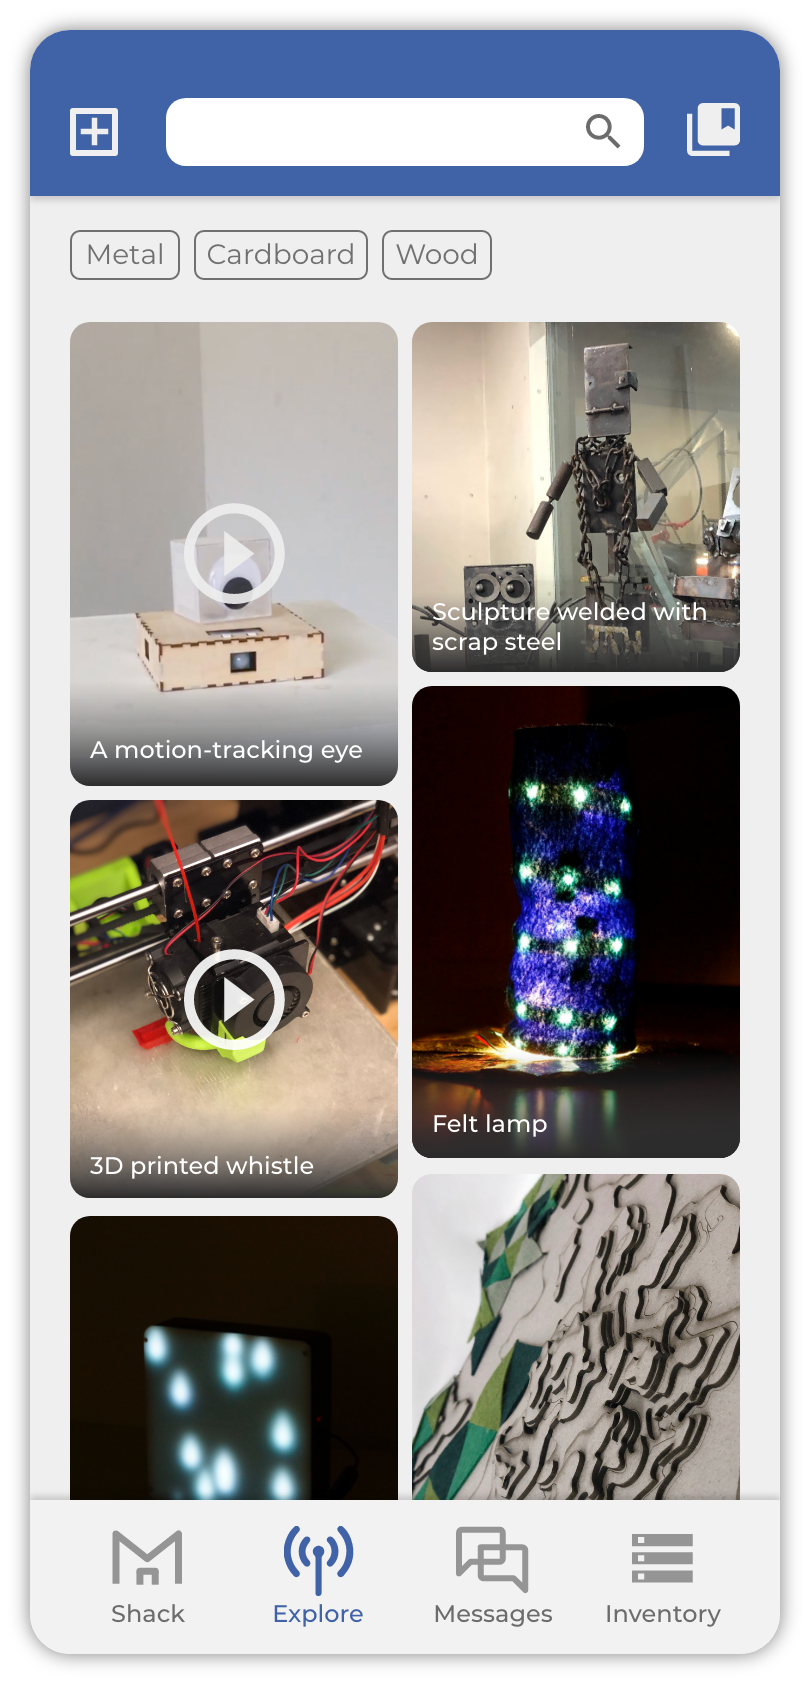 Metal
Cardboard
Wood
A motion-tracking eye
Sculpture welded with
scrap steel
3D printed whistle
Felt lamp
Shack
Explore
Messages
Inventory